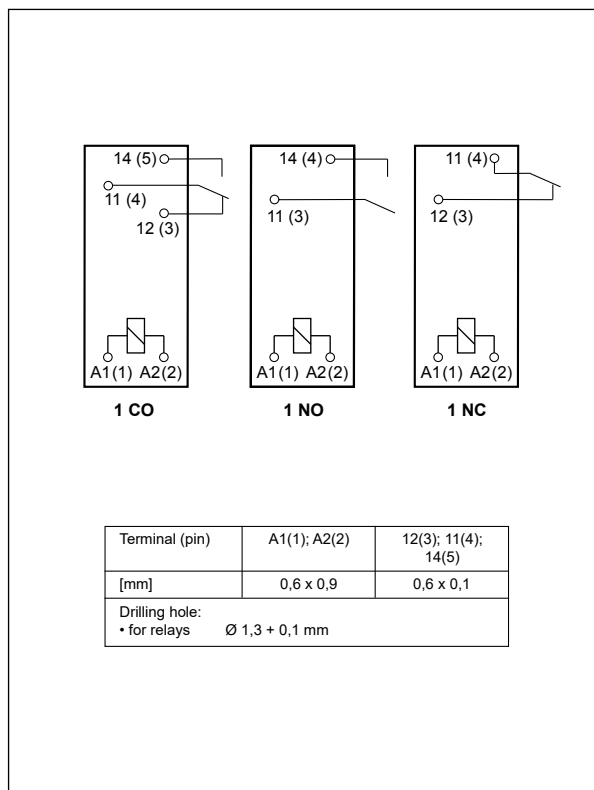 14 (5)
11 (4)
12 (3)
A1(1) A2(2)
1 CO
14 (4)
11 (3)
A1(1) A2(2)
1 NO
11 (4)
12 (3)
A1(1) A2(2)
1 NC
Terminal (pin) A1(1); A2(2) 12(3); 11(4);
14(5)
[mm] 0,6 x 0,9 0,6 x 0,1
Drilling hole:
• for relays Ø 1,3 + 0,1 mm